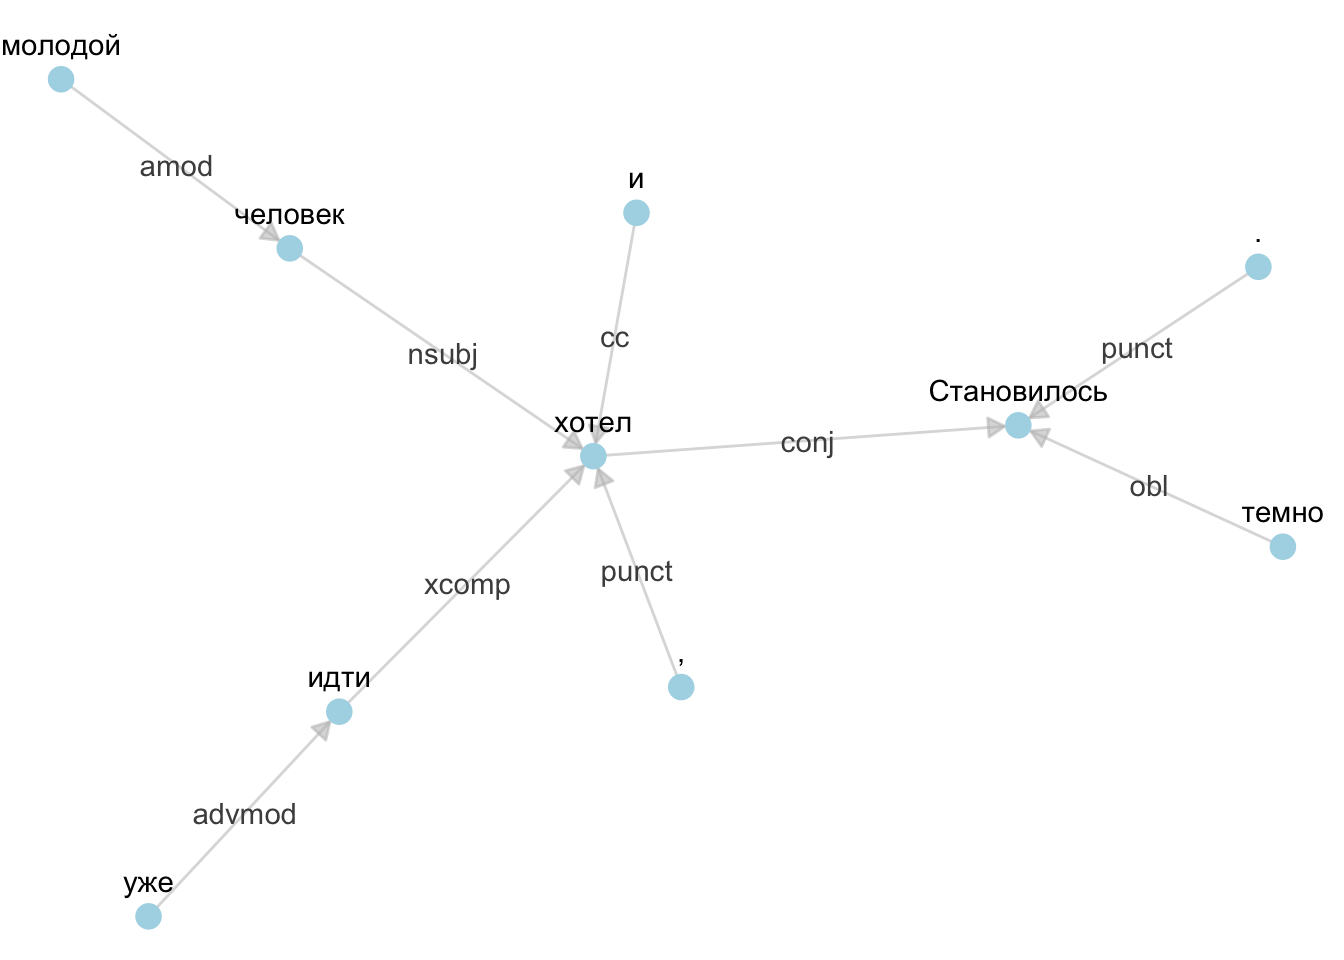 молодой
amod
человек
и
.
nsubj
cc
punct
Становилось
хотел
conj
obl
темно
xcomp
punct
,
идти
advmod
уже